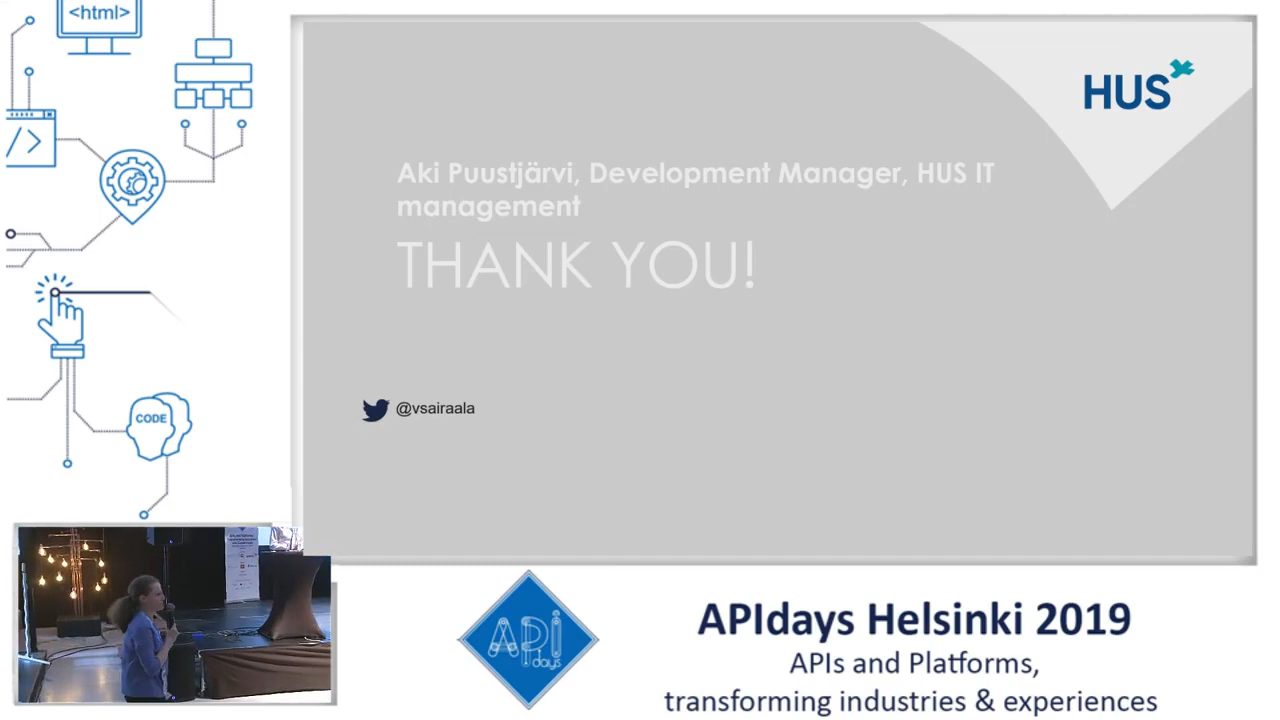 <html>
HUS
Aki Puustjärvi, Development Manager, HUS IT
management
THANK YOU!
@vsairaala
</>
CODE
API
days
APIdays Helsinki 2019
APIs and Platforms,
transforming industries & experiences